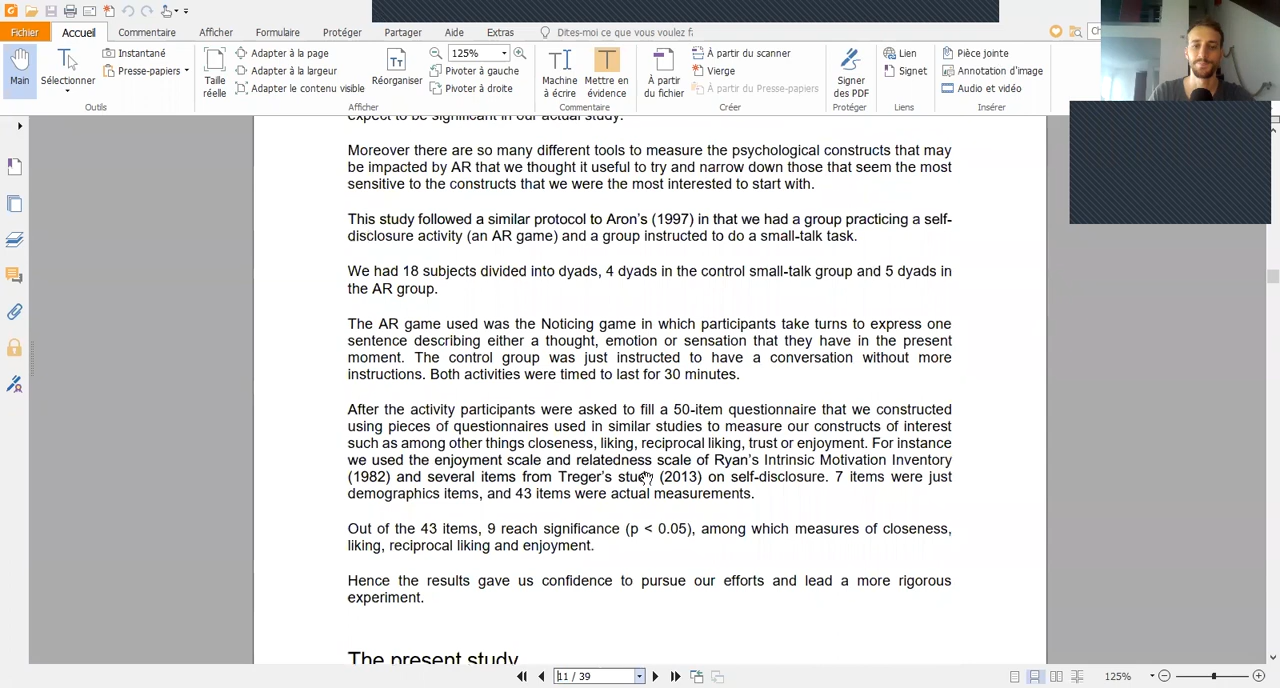 Fichier
Accueil
Commentaire
Afficher
Formulaire
Protéger
Partager
Aide
Extras
Dites-moi ce que vous voulez f
Main
Sélectionner
Instantané
Presse-papiers
Outils
Taille
réelle
Adapter à la page
Adapter à la largeur
Adapter le contenu visible
Réorganiser
125%
Pivoter à gauche
Pivoter à droite
Afficher
Machine
à écrire
Mettre en
évidence
Commentaire
À partir
du fichier
À partir du scanner
Vierge
À partir du Presse-papiers
Créer
Signer
des PDF
Protéger
Lien
Signet
Liens
Pièce jointe
Annotation d'image
Audio et vidéo
Insérer
expect to be significant in our actual study.
Moreover there are so many different tools to measure the psychological constructs that may
be impacted by AR that we thought it useful to try and narrow down those that seem the most
sensitive to the constructs that we were the most interested to start with.
This study followed a similar protocol to Aron's (1997) in that we had a group practicing a self-
disclosure activity (an AR game) and a group instructed to do a small-talk task.
We had 18 subjects divided into dyads, 4 dyads in the control small-talk group and 5 dyads in
the AR group.
The AR game used was the Noticing game in which participants take turns to express one
sentence describing either a thought, emotion or sensation that they have in the present
moment. The control group was just instructed to have a conversation without more
instructions. Both activities were timed to last for 30 minutes.
After the activity participants were asked to fill a 50-item questionnaire that we constructed
using pieces of questionnaires used in similar studies to measure our constructs of interest
such as among other things closeness, liking, reciprocal liking, trust or enjoyment. For instance
we used the enjoyment scale and relatedness scale of Ryan's Intrinsic Motivation Inventory
(1982) and several items from Treger's study (2013) on self-disclosure. 7 items were just
demographics items, and 43 items were actual measurements.
Out of the 43 items, 9 reach significance (p < 0.05), among which measures of closeness,
liking, reciprocal liking and enjoyment.
Hence the results gave us confidence to pursue our efforts and lead a more rigorous
experiment.
The present study
11 / 39
125%